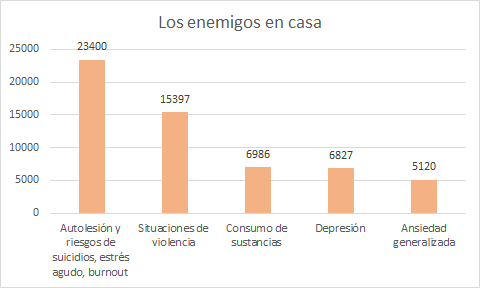 Los enemigos en casa
25000
20000
15000
10000
5000
0
23400
15397
6986
6827
5120
Autolesión y
riesgos de
suicidios, estrés
agudo, burnout
Situaciones de
violencia
Consumo de
sustancias
Depresión
Ansiedad
generalizada